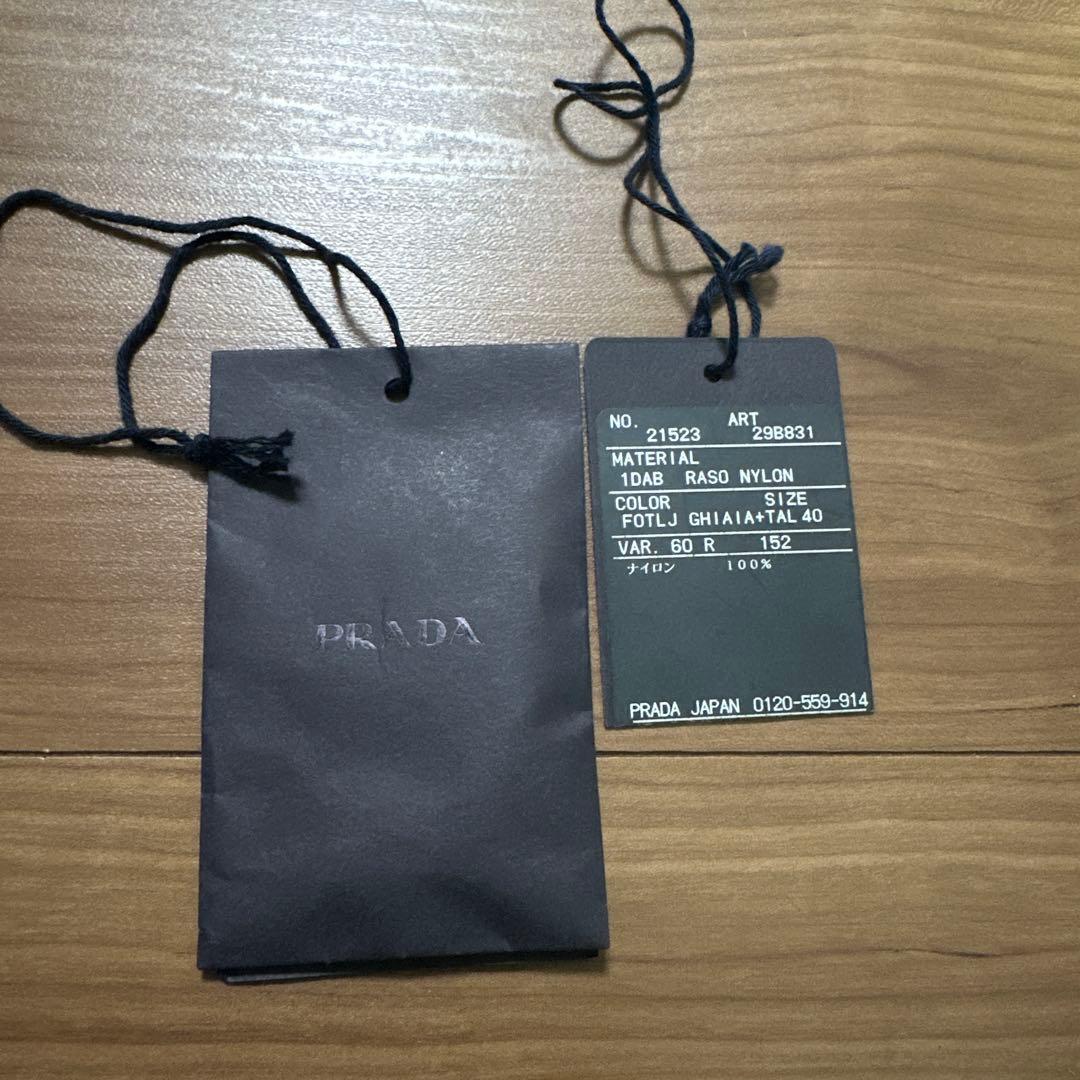 PRADA
NO. ART
21523 29B831
MATERIAL
1DAB RASO NYLON
COLOR SIZE
F0TLJ GHIAIA+TAL 40
VAR. 60 R 152
ナイロン 100%
PRADA JAPAN 0120-559-914